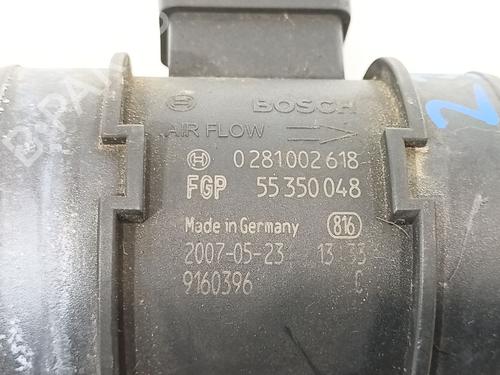 BOSCH
AIR FLOW
0 281 002 618
FGP 55 350 048
Made in Germany 816
2007-05-23 13 33
9160396 C